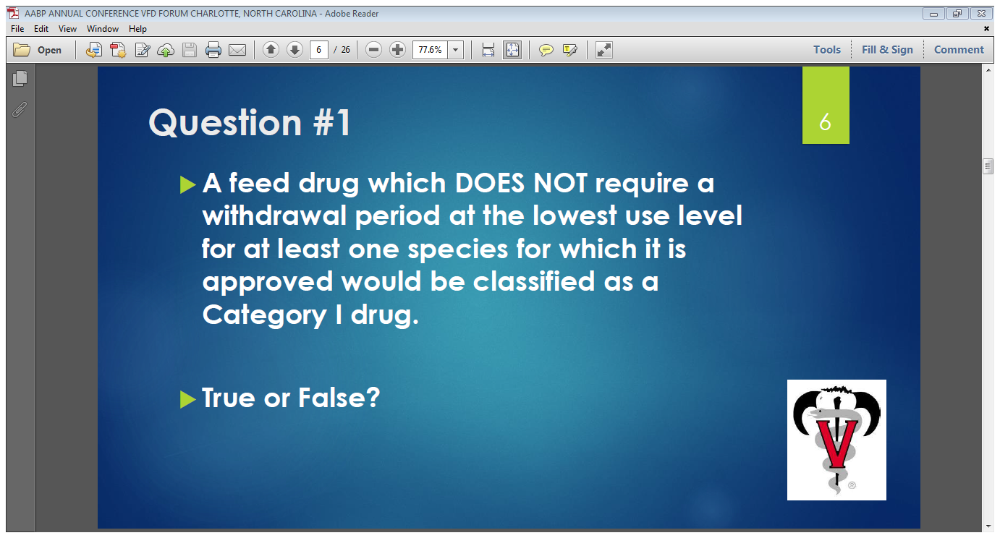 AABP ANNUAL CONFERENCE VFD FORUM CHARLOTTE, NORTH CAROLINA - Adobe Reader
File Edit View Window Help
Open 6 / 26 77.6% Tools Fill & Sign Comment
6
Question #1
A feed drug which DOES NOT require a
withdrawal period at the lowest use level
for at least one species for which it is
approved would be classified as a
Category I drug.
True or False?
V
®